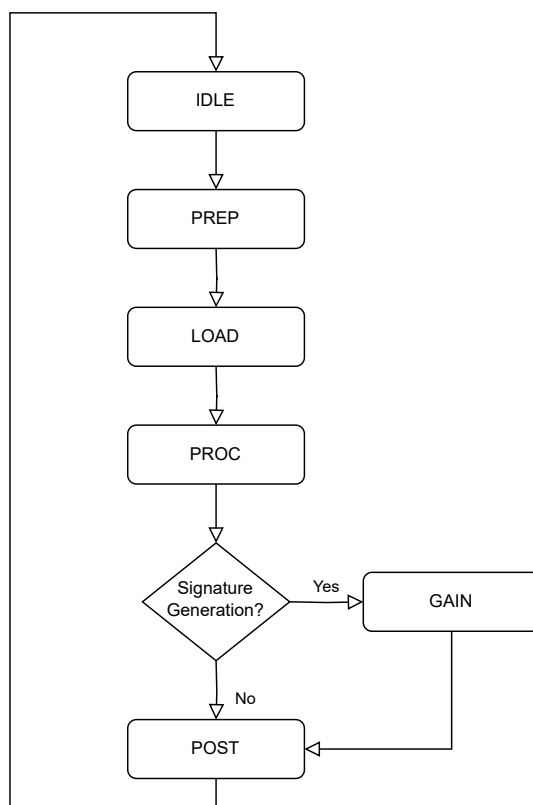 IDLE
PREP
LOAD
PROC
Signature
Generation?
Yes
GAIN
No
POST